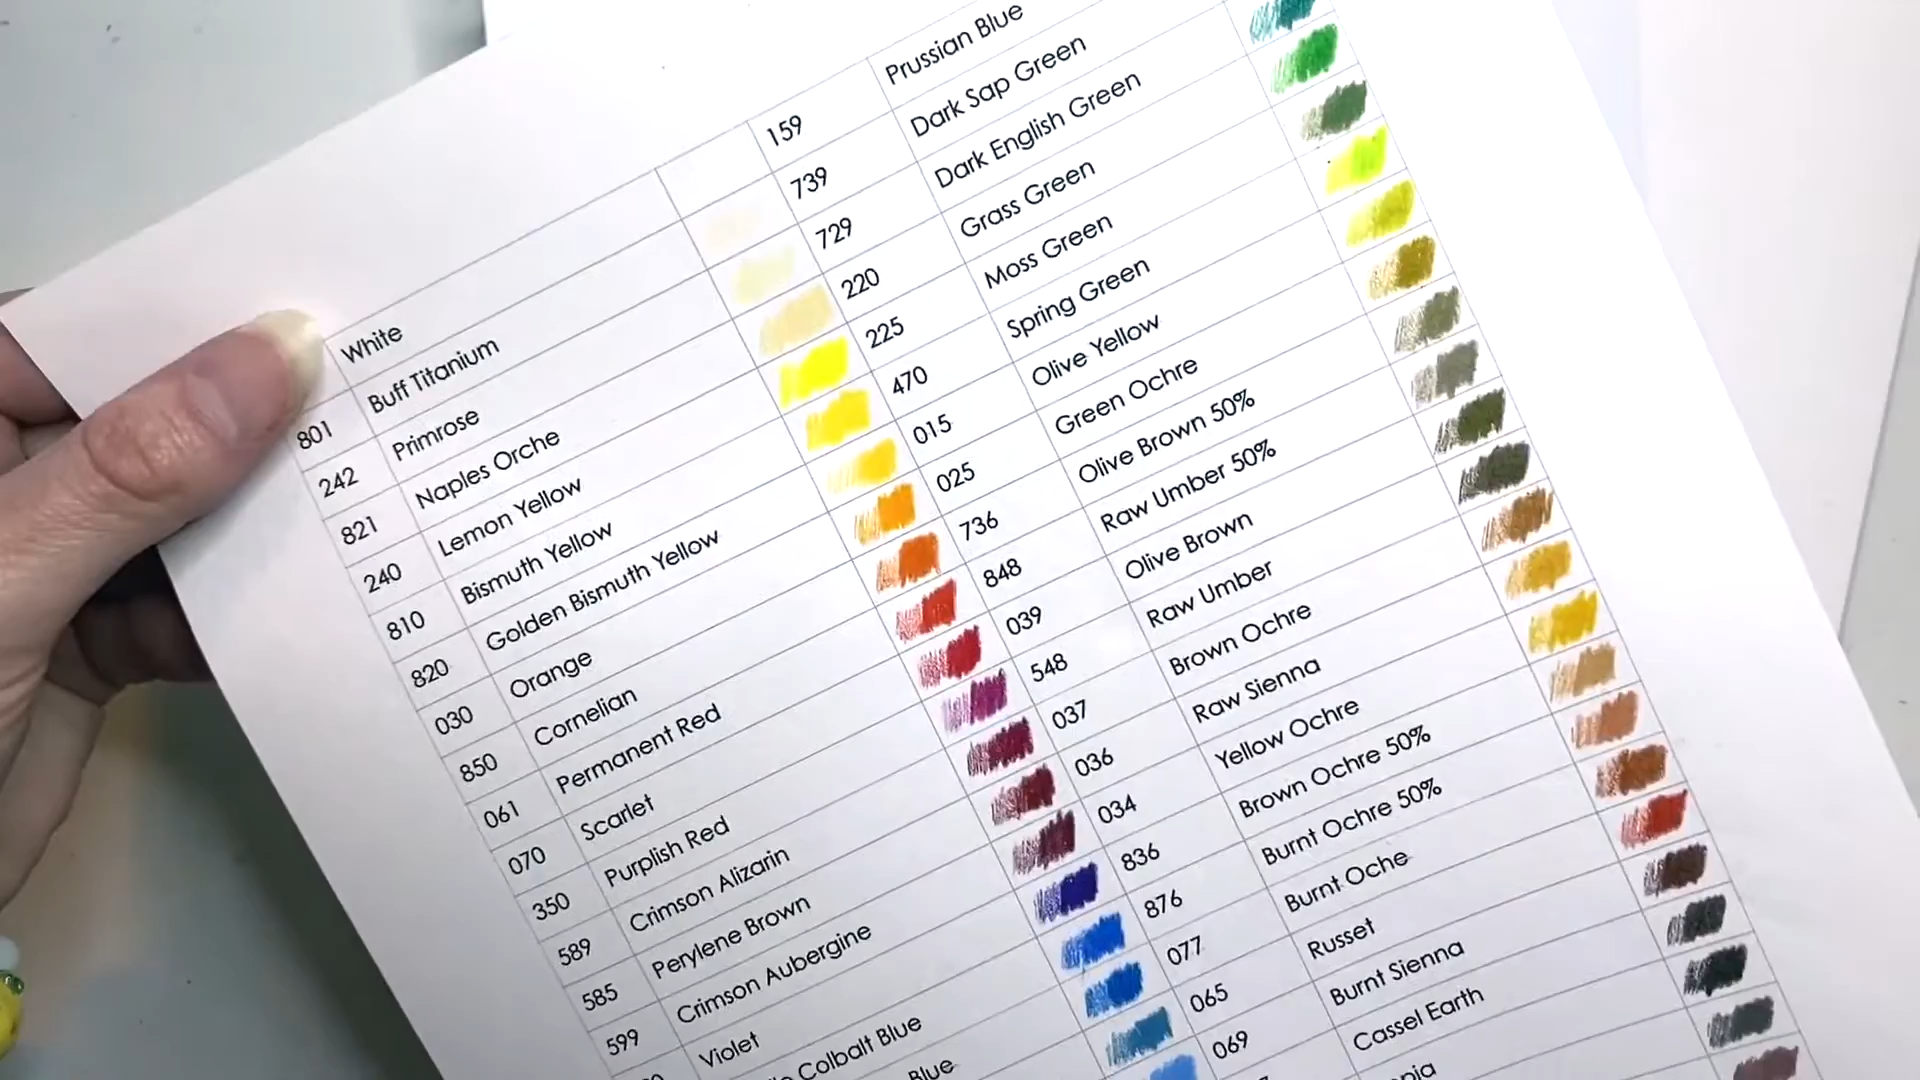 White
801 Buff Titanium
242 Primrose
821 Naples Orche
240 Lemon Yellow
810 Bismuth Yellow
820 Golden Bismuth Yellow
030 Orange
850 Cornelian
061 Permanent Red
070 Scarlet
350 Purplish Red
589 Crimson Alizarin
585 Perylene Brown
599 Crimson Aubergine
Violet
Colbalt Blue
Blue
159 Prussian Blue
739 Dark Sap Green
729 Dark English Green
220 Grass Green
225 Moss Green
470 Spring Green
015 Olive Yellow
025 Green Ochre
736 Olive Brown 50%
848 Raw Umber 50%
039 Olive Brown
548 Raw Umber
037 Brown Ochre
036 Raw Sienna
034 Yellow Ochre
836 Brown Ochre 50%
876 Burnt Ochre 50%
077 Burnt Oche
065 Russet
069 Burnt Sienna
Cassel Earth